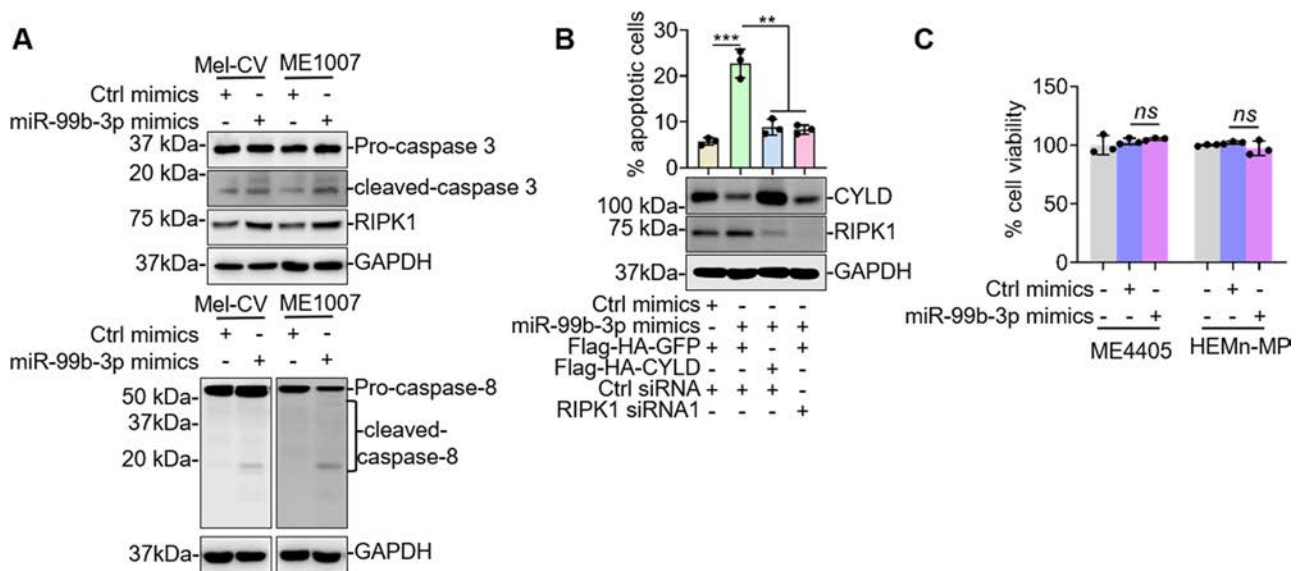 A
Mel-CV ME1007
Ctrl mimics + - + -
miR-99b-3p mimics - + - +
37 kDa- -Pro-caspase 3
20 kDa- -cleaved-caspase 3
75 kDa- -RIPK1
37kDa- -GAPDH
Mel-CV ME1007
Ctrl mimics + - + -
miR-99b-3p mimics - + - +
50 kDa- -Pro-caspase-8
37kDa-
20 kDa- -cleaved-
caspase-8
37kDa- -GAPDH
B
% apoptotic cells
30
20
10
0
*** **
100 kDa- -CYLD
75 kDa- -RIPK1
37kDa- -GAPDH
Ctrl mimics + - - -
miR-99b-3p mimics - + + +
Flag-HA-GFP + + - +
Flag-HA-CYLD - - + -
Ctrl siRNA + + + -
RIPK1 siRNA1 - - - +
C
% cell viability
150
100
50
0
ns ns
Ctrl mimics - + - - + -
miR-99b-3p mimics - - + - - +
ME4405 HEMn-MP